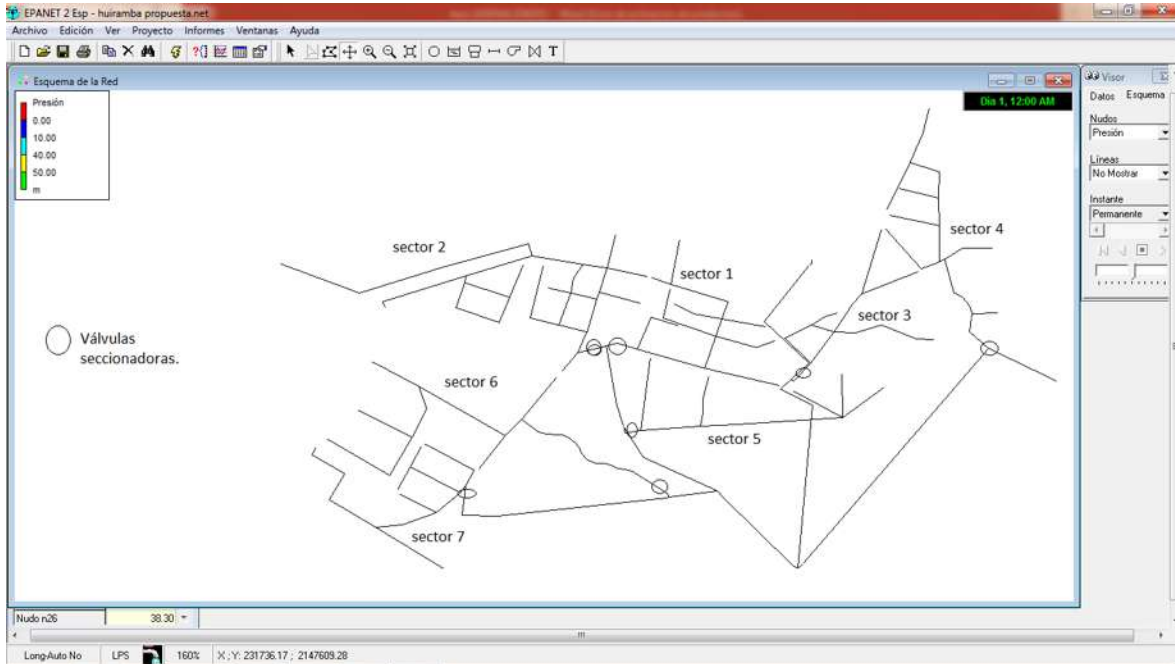 EPANET 2 Esp - huiramba propuesta.net
Archivo Edición Ver Proyecto Informes Ventanas Ayuda
Esquema de la Red
Presión
0.00
10.00
40.00
50.00
m
Día 1, 12:00 AM
sector 2
sector 1
sector 4
sector 3
Válvulas
seccionadoras.
sector 6
sector 5
sector 7
Visor
Datos Esquema
Nudos
Presión
Líneas
No Mostrar
Instante
Permanente
Nudo n26 38.30
Long-Auto No LPS 160% X ; Y: 231736.17 ; 2147609.28